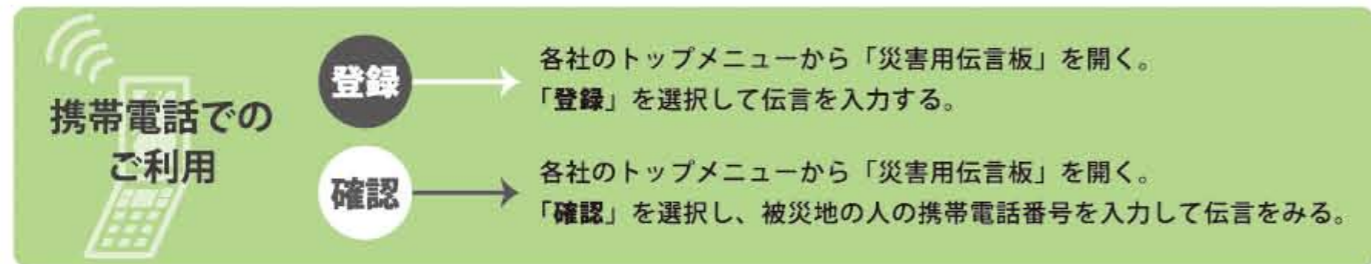 携帯電話での
ご利用
登録
各社のトップメニューから「災害用伝言板」を開く。
「登録」を選択して伝言を入力する。
確認
各社のトップメニューから「災害用伝言板」を開く。
「確認」を選択し、被災地の人の携帯電話番号を入力して伝言をみる。